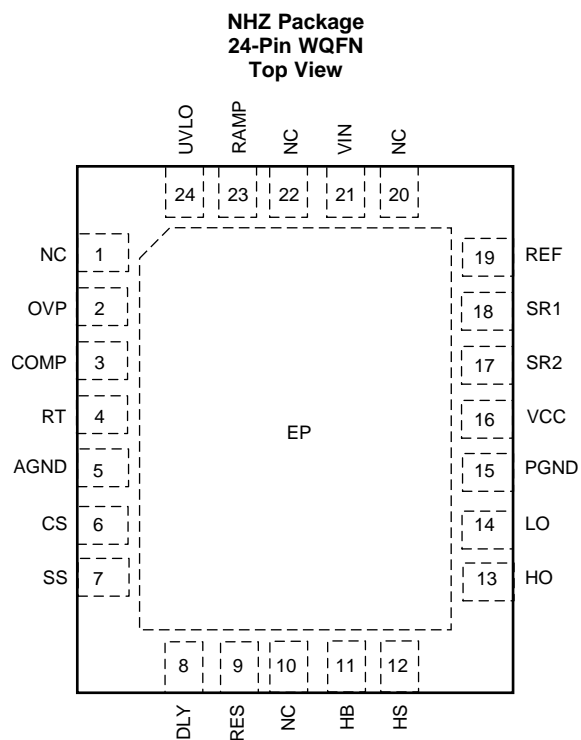 NHZ Package
24-Pin WQFN
Top View
UVLO RAMP NC VIN NC
24 23 22 21 20
NC 1 19 REF
OVP 2 18 SR1
COMP 3 17 SR2
RT 4 EP 16 VCC
AGND 5 15 PGND
CS 6 14 LO
SS 7 13 HO
8 9 10 11 12
DLY RES NC HB HS